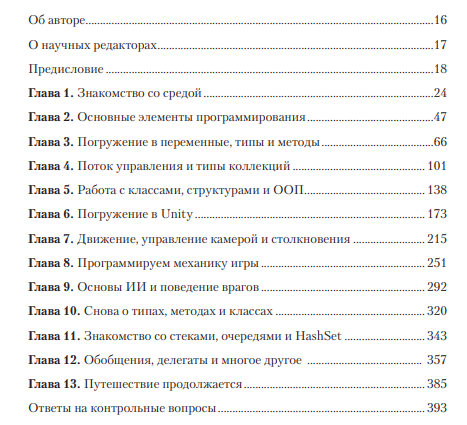 Об авторе.....16
О научных редакторах.....17
Предисловие.....18
Глава 1. Знакомство со средой.....24
Глава 2. Основные элементы программирования.....47
Глава 3. Погружение в переменные, типы и методы.....66
Глава 4. Поток управления и типы коллекций.....101
Глава 5. Работа с классами, структурами и ООП.....138
Глава 6. Погружение в Unity.....173
Глава 7. Движение, управление камерой и столкновения.....215
Глава 8. Программируем механику игры.....251
Глава 9. Основы ИИ и поведение врагов.....292
Глава 10. Снова о типах, методах и классах.....320
Глава 11. Знакомство со стеками, очередями и HashSet.....343
Глава 12. Обобщения, делегаты и многое другое.....357
Глава 13. Путешествие продолжается.....385
Ответы на контрольные вопросы.....393